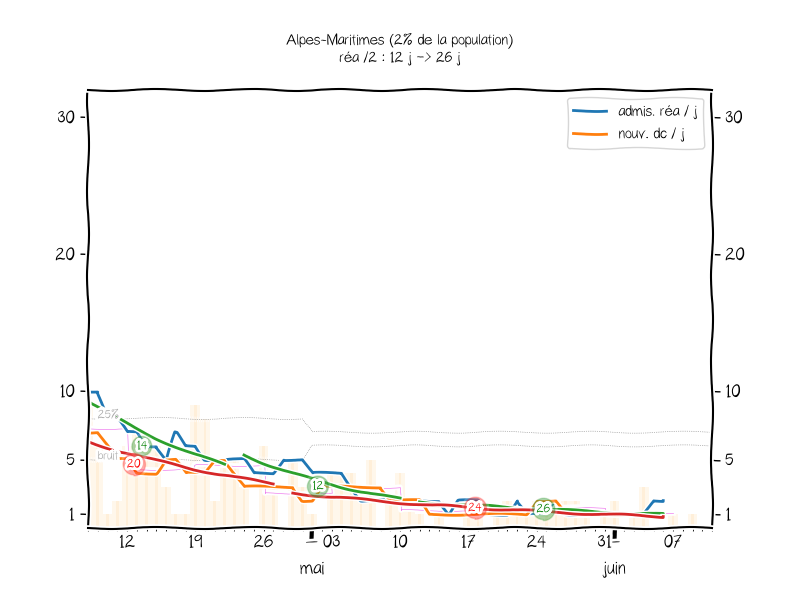 Alpes-Maritimes (2% de la population)
réa /2 : 12 j -> 26 j
admis. réa / j
nouv. dc / j
30 30
20 20
10 10
5 5
1 1
25%
bruit
14
20
12
24
26
12 19 26 03 10 17 24 31 07
mai juin